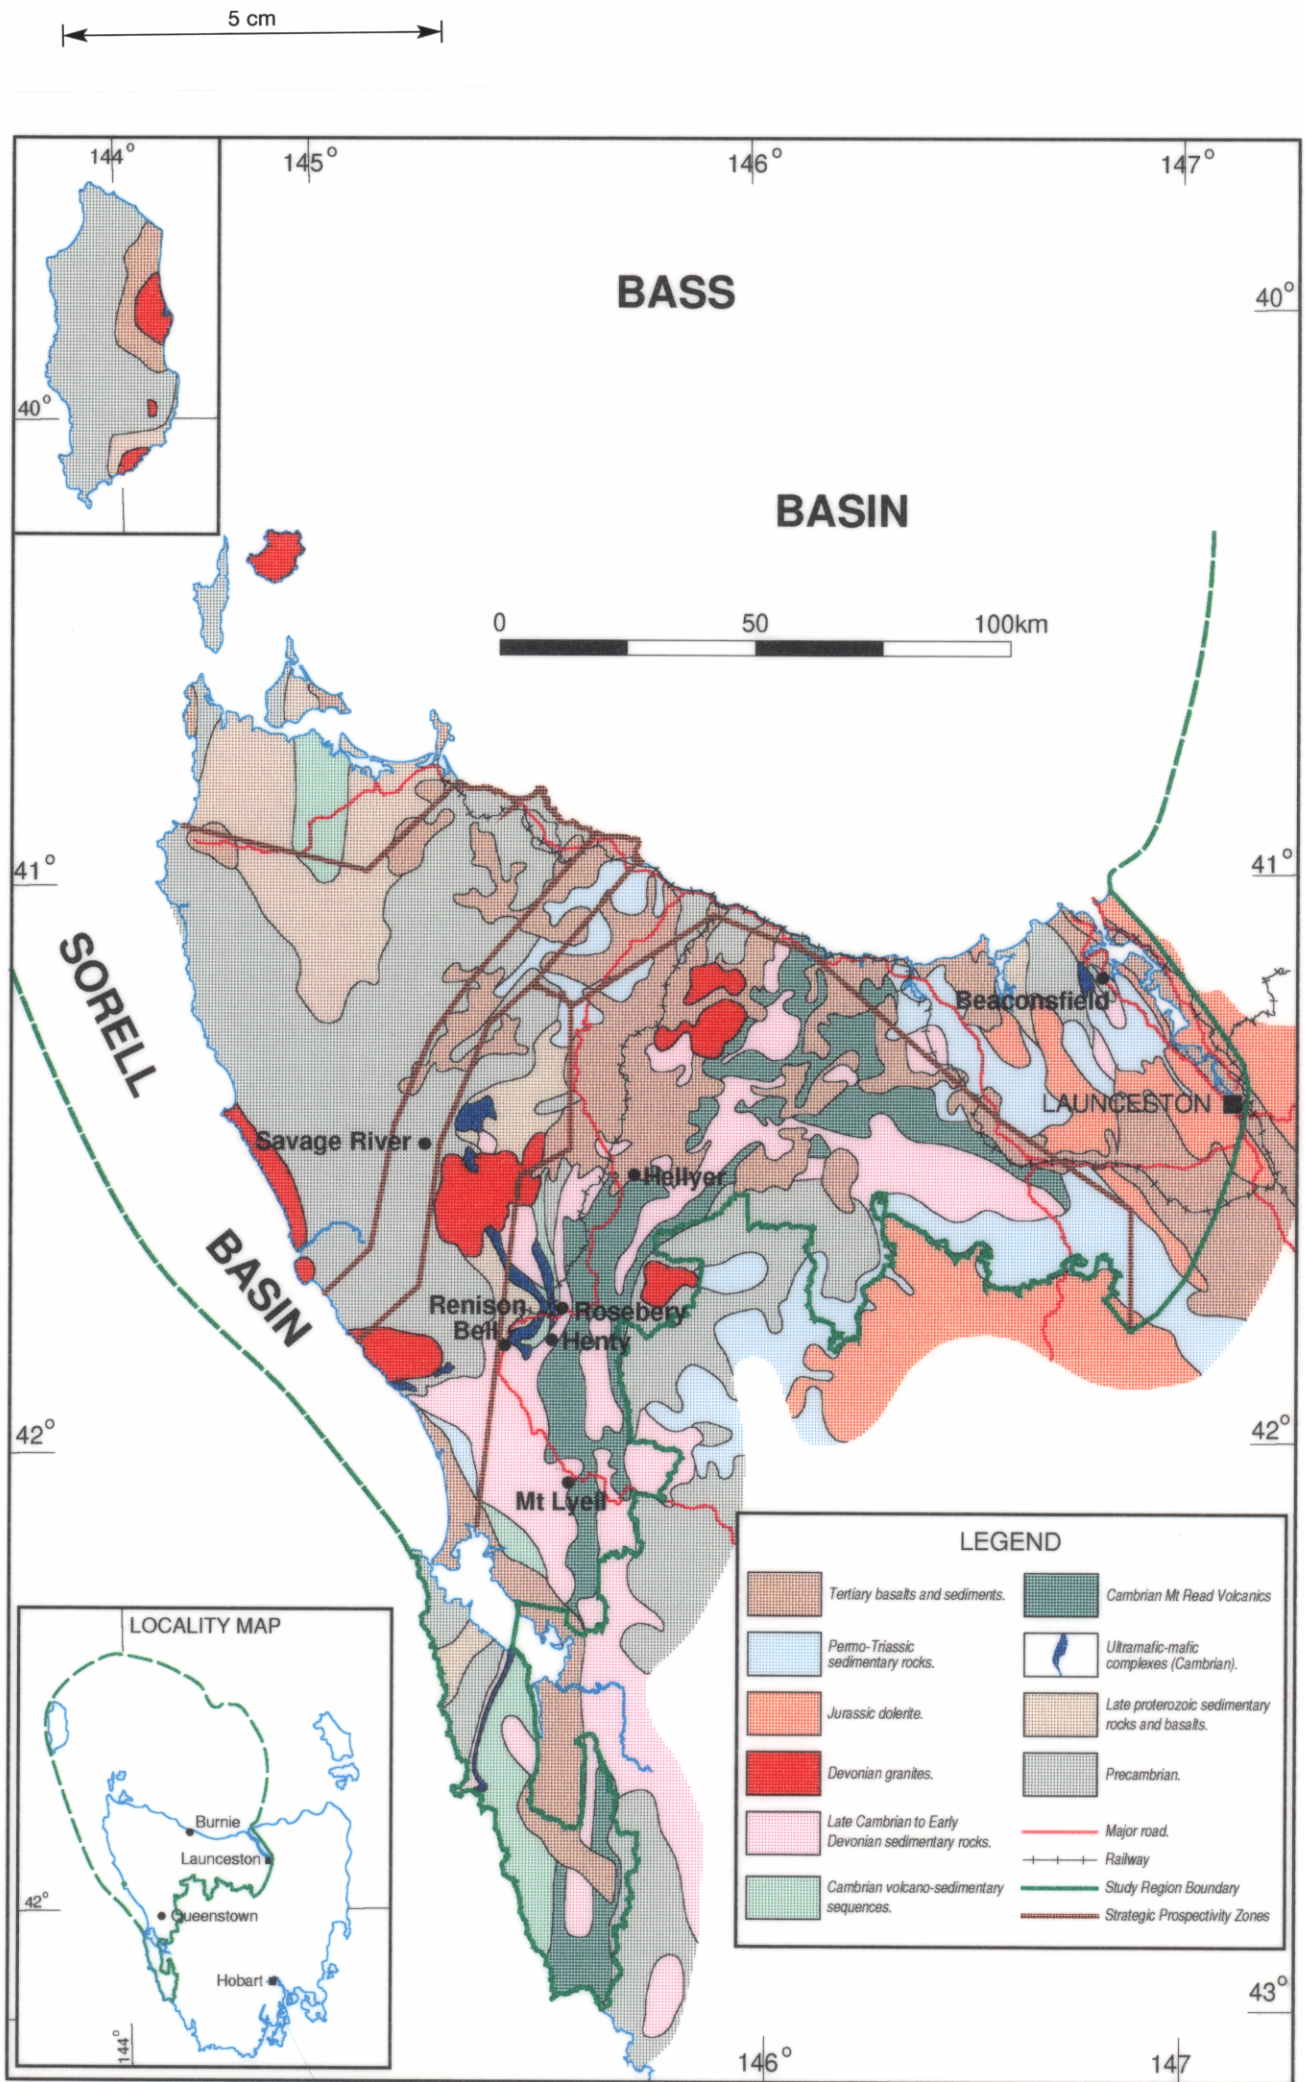 5 cm
144°
145°
146°
147°
BASS
40°
40°
BASIN
0 50 100km
41°
41°
SORELL
Beaconsfield
LAUNCESTON
Savage River
Hellyer
BASIN
Renison
Bell
Rosebery
Henty
42°
42°
Mt Lyell
LEGEND
Tertiary basalts and sediments.
Permo-Triassic
sedimentary rocks.
Jurassic dolerite.
Devonian granites.
Late Cambrian to Early
Devonian sedimentary rocks.
Cambrian volcano-sedimentary
sequences.
Cambrian Mt Read Volcanics
Ultramafic-mafic
complexes (Cambrian).
Late proterozoic sedimentary
rocks and basalts.
Precambrian.
Major road.
Railway
Study Region Boundary
Strategic Prospectivity Zones
LOCALITY MAP
Burnie
Launceston
42°
Queenstown
Hobart
144°
43°
146°
147°